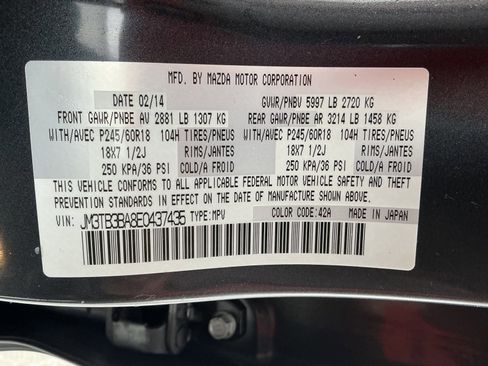 MFD. BY MAZDA MOTOR CORPORATION
DATE 02/14 GVWR/PNBV 5997 LB 2720 KG
FRONT GAWR/PNBE AV 2881 LB 1307 KG REAR GAWR/PNBE AR 3214 LB 1458 KG
WITH/AVEC P245/60R18 104H TIRES/PNEUS WITH/AVEC P245/60R18 104H TIRES/PNEUS
18X7 1/2J RIMS/JANTES 18X7 1/2J RIMS/JANTES
250 KPA/36 PSI COLD/A FROID 250 KPA/36 PSI COLD/A FROID
THIS VEHICLE CONFORMS TO ALL APPLICABLE FEDERAL MOTOR VEHICLE SAFETY AND THEFT
PREVENTION STANDARDS IN EFFECT ON THE DATE OF MANUFACTURE SHOWN ABOVE.
VIN: JM3TB3BA8E0437435 TYPE:MPV COLOR CODE:42A MADE IN JAPAN